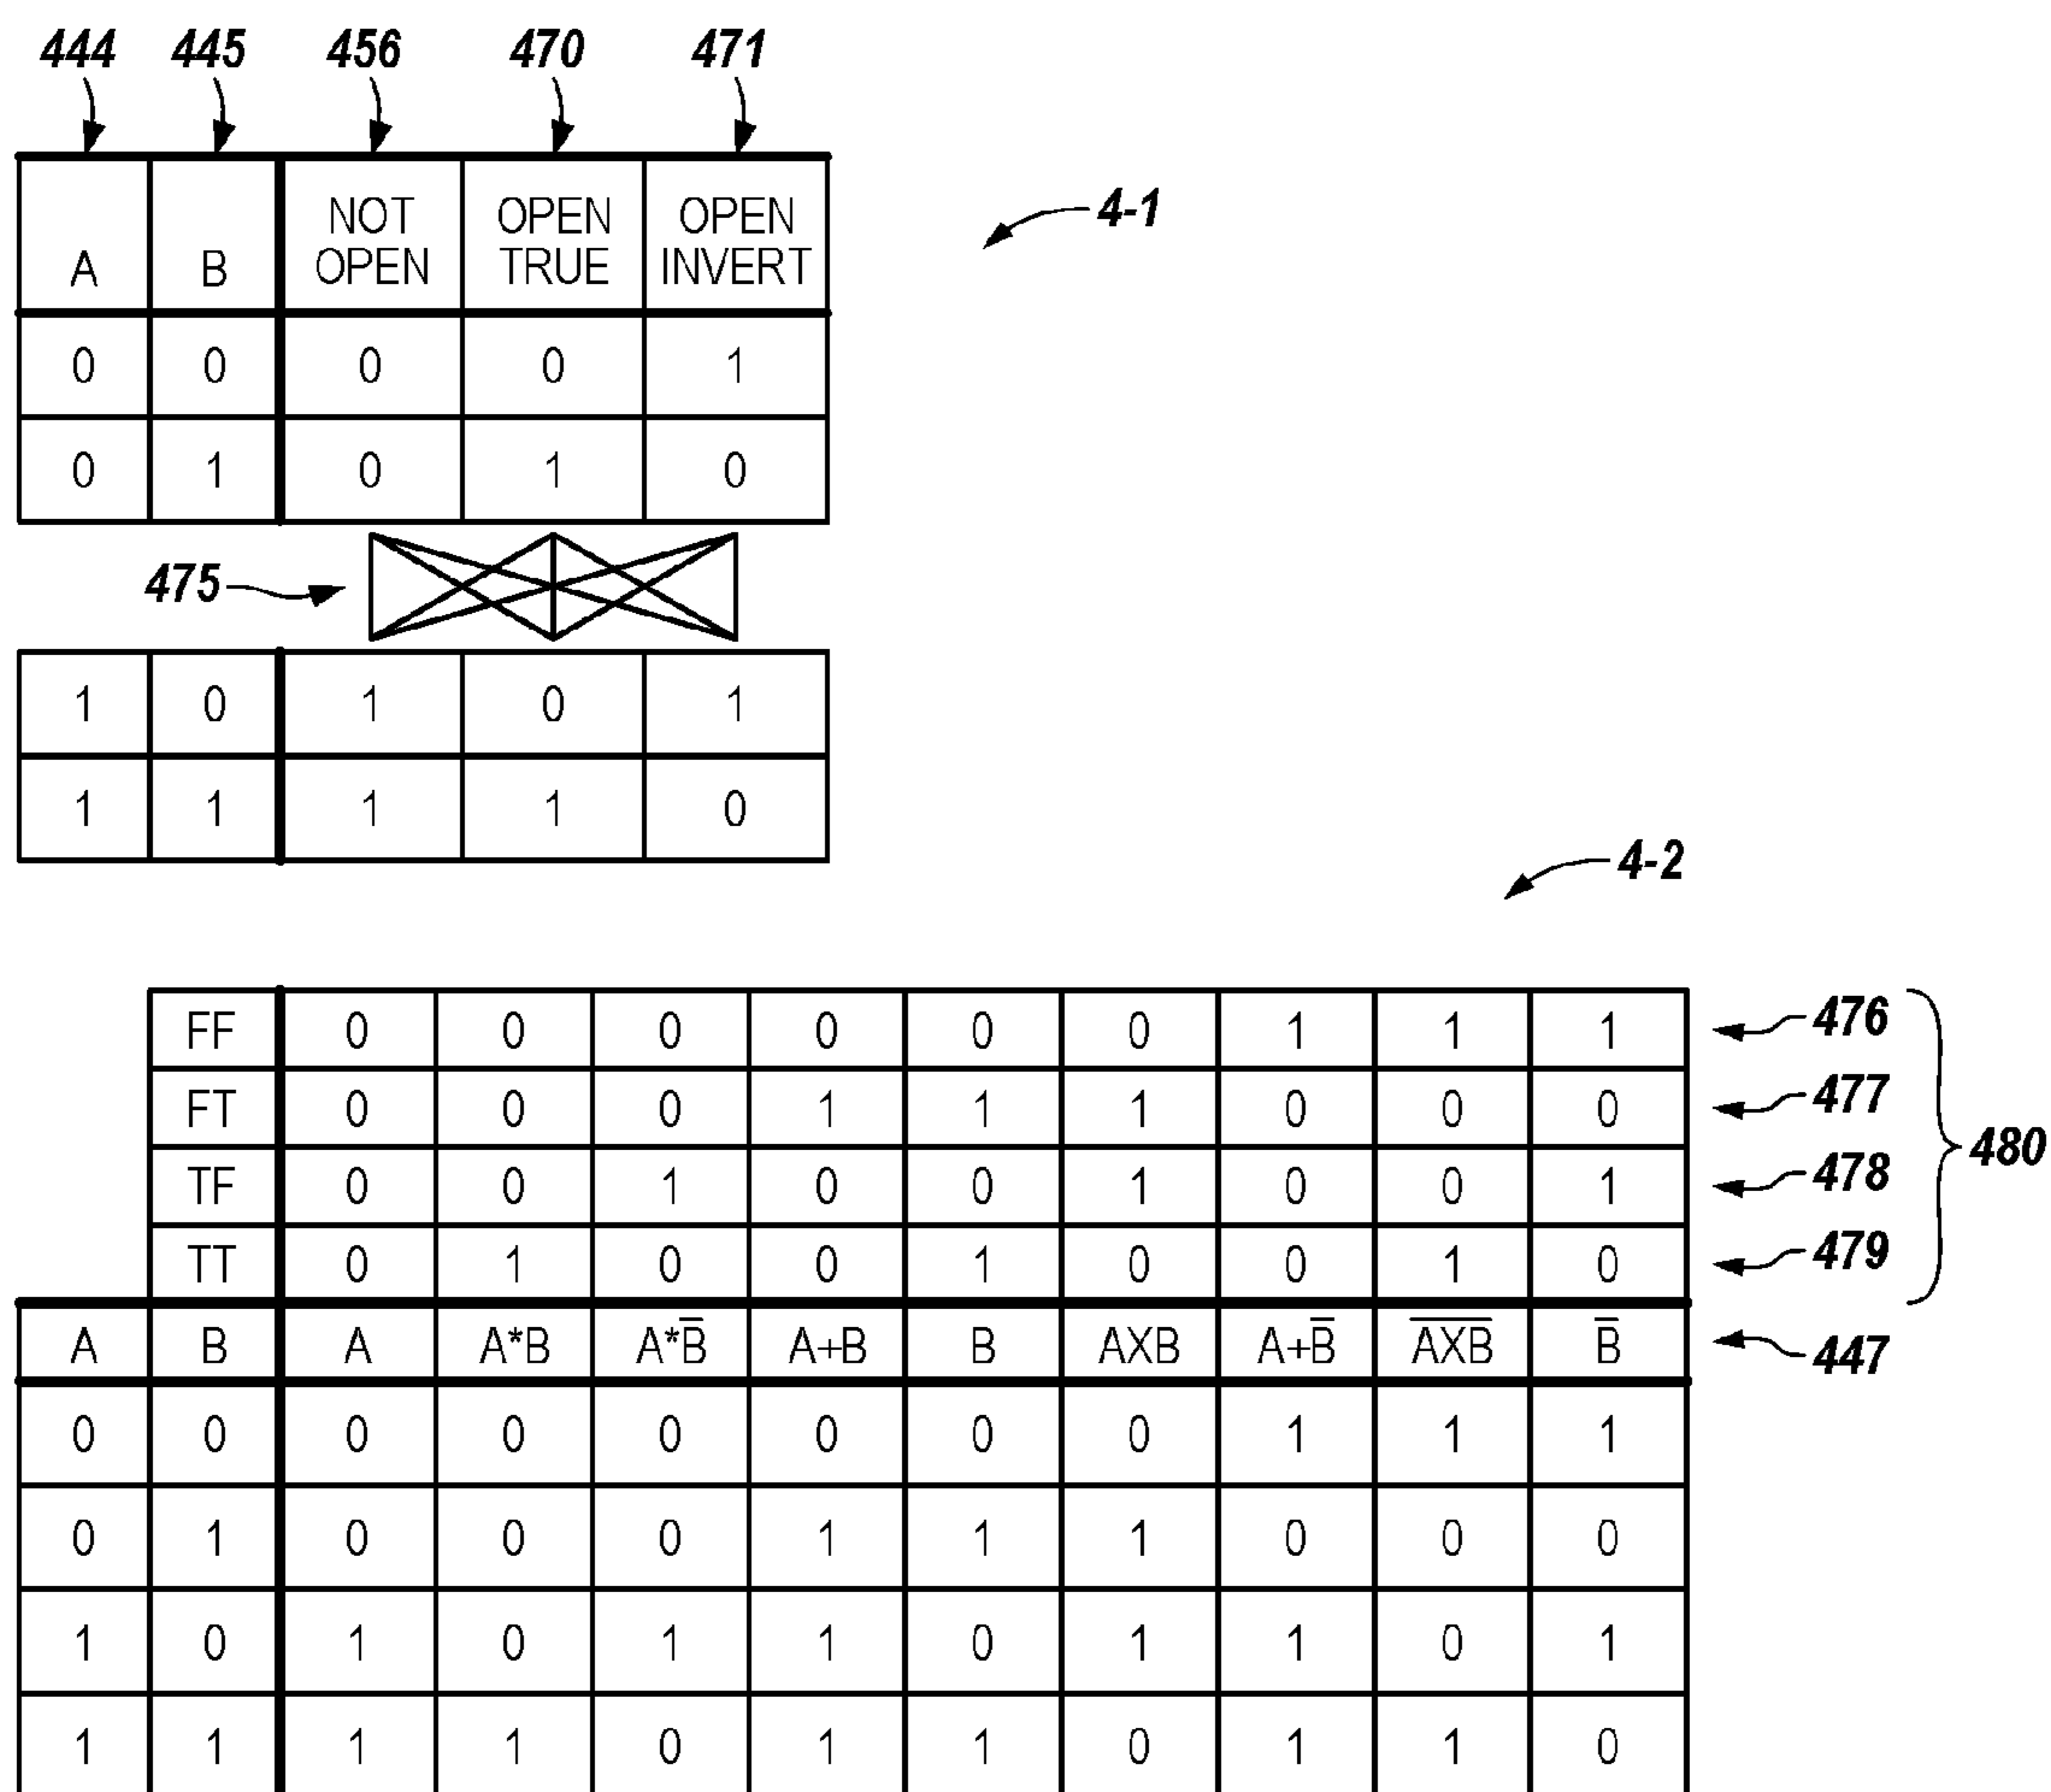 444 445 456 470 471
4-1
A B NOT OPEN OPEN TRUE OPEN INVERT
0 0 0 0 1
0 1 0 1 0
475
1 0 1 0 1
1 1 1 1 0
4-2
FF 0 0 0 0 0 0 1 1 1 476
FT 0 0 0 1 1 1 0 0 0 477
480
TF 0 0 1 0 0 1 0 0 1 478
TT 0 1 0 0 1 0 0 1 0 479
A B A A*B A*B̅ A+B B AXB A+B̅ A̅X̅B̅ B̅ 447
0 0 0 0 0 0 0 0 1 1 1
0 1 0 0 0 1 1 1 0 0 0
1 0 1 0 1 1 0 1 1 0 1
1 1 1 1 0 1 1 0 1 1 0